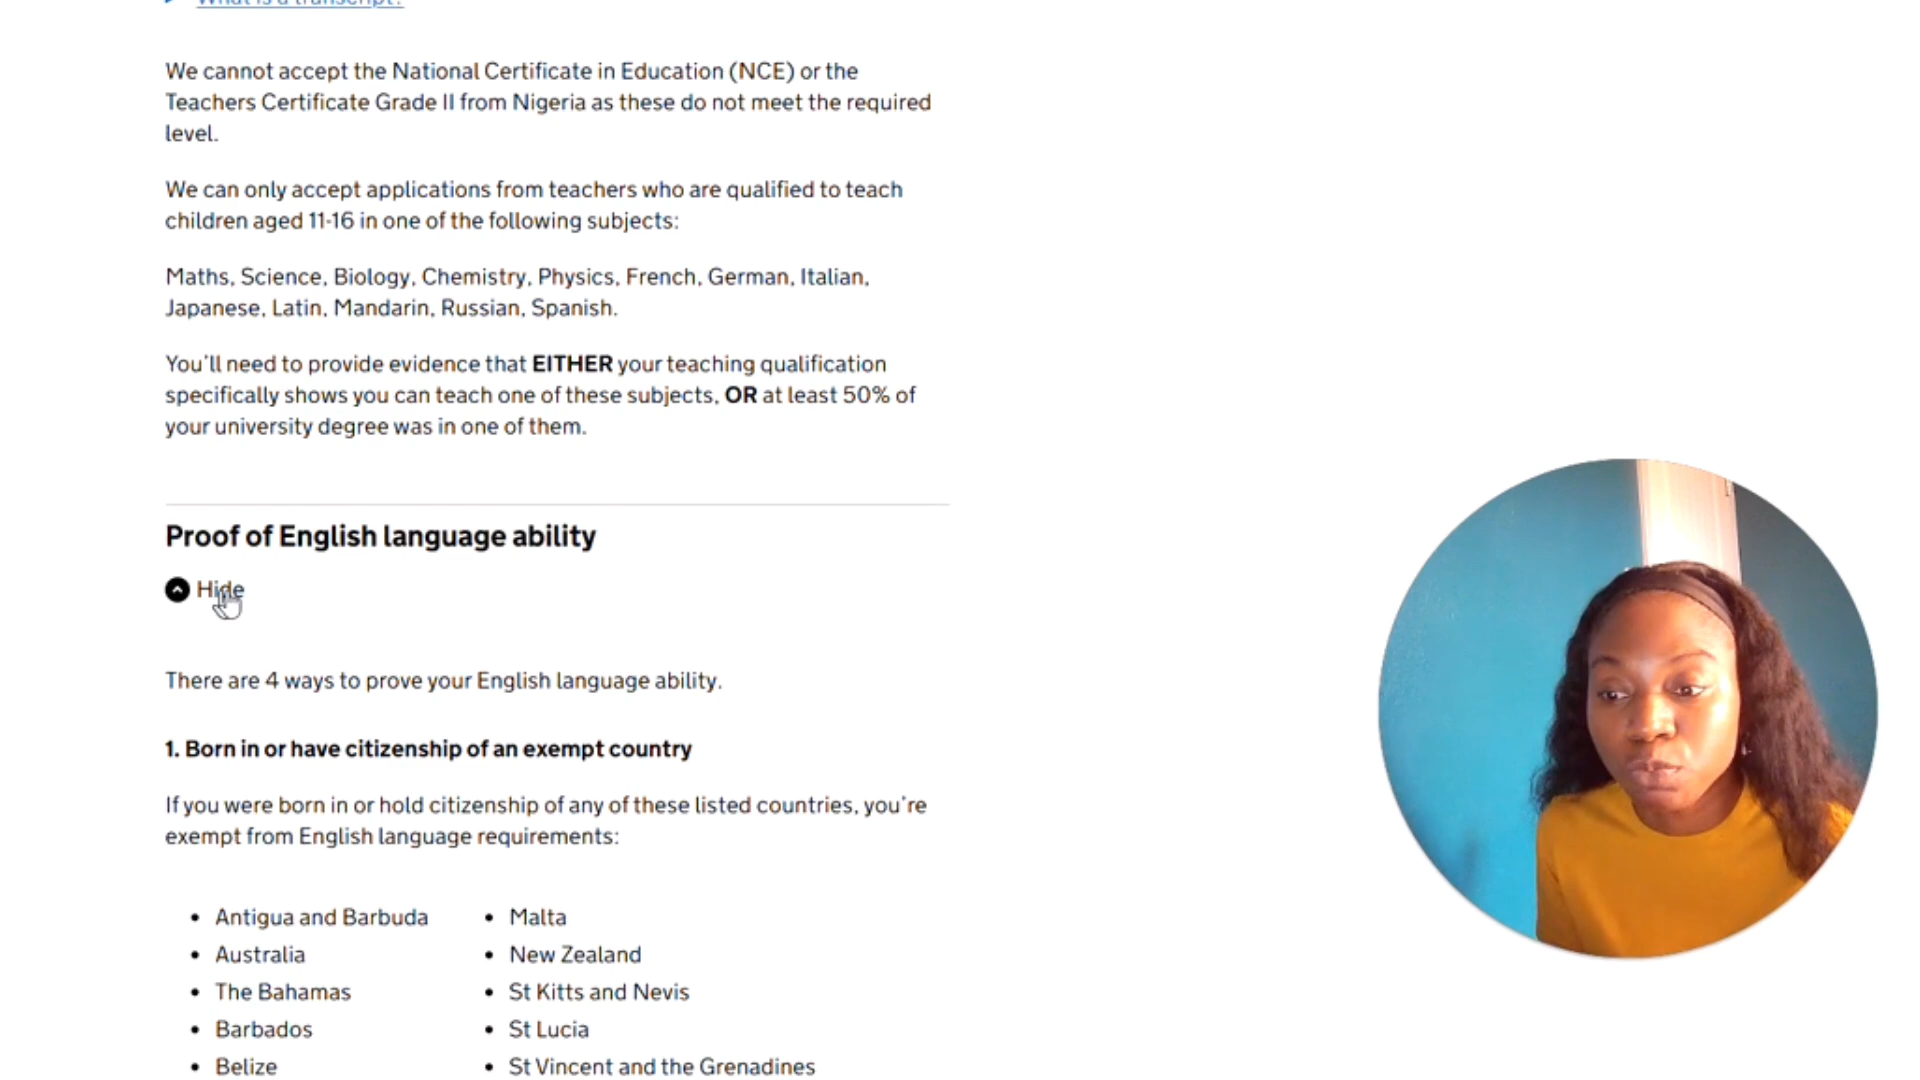 What is a transcript?
We cannot accept the National Certificate in Education (NCE) or the
Teachers Certificate Grade II from Nigeria as these do not meet the required
level.
We can only accept applications from teachers who are qualified to teach
children aged 11-16 in one of the following subjects:
Maths, Science, Biology, Chemistry, Physics, French, German, Italian,
Japanese, Latin, Mandarin, Russian, Spanish.
You'll need to provide evidence that EITHER your teaching qualification
specifically shows you can teach one of these subjects, OR at least 50% of
your university degree was in one of them.
Proof of English language ability
Hide
There are 4 ways to prove your English language ability.
1. Born in or have citizenship of an exempt country
If you were born in or hold citizenship of any of these listed countries, you're
exempt from English language requirements:
• Antigua and Barbuda
• Australia
• The Bahamas
• Barbados
• Belize
• Malta
• New Zealand
• St Kitts and Nevis
• St Lucia
• St Vincent and the Grenadines